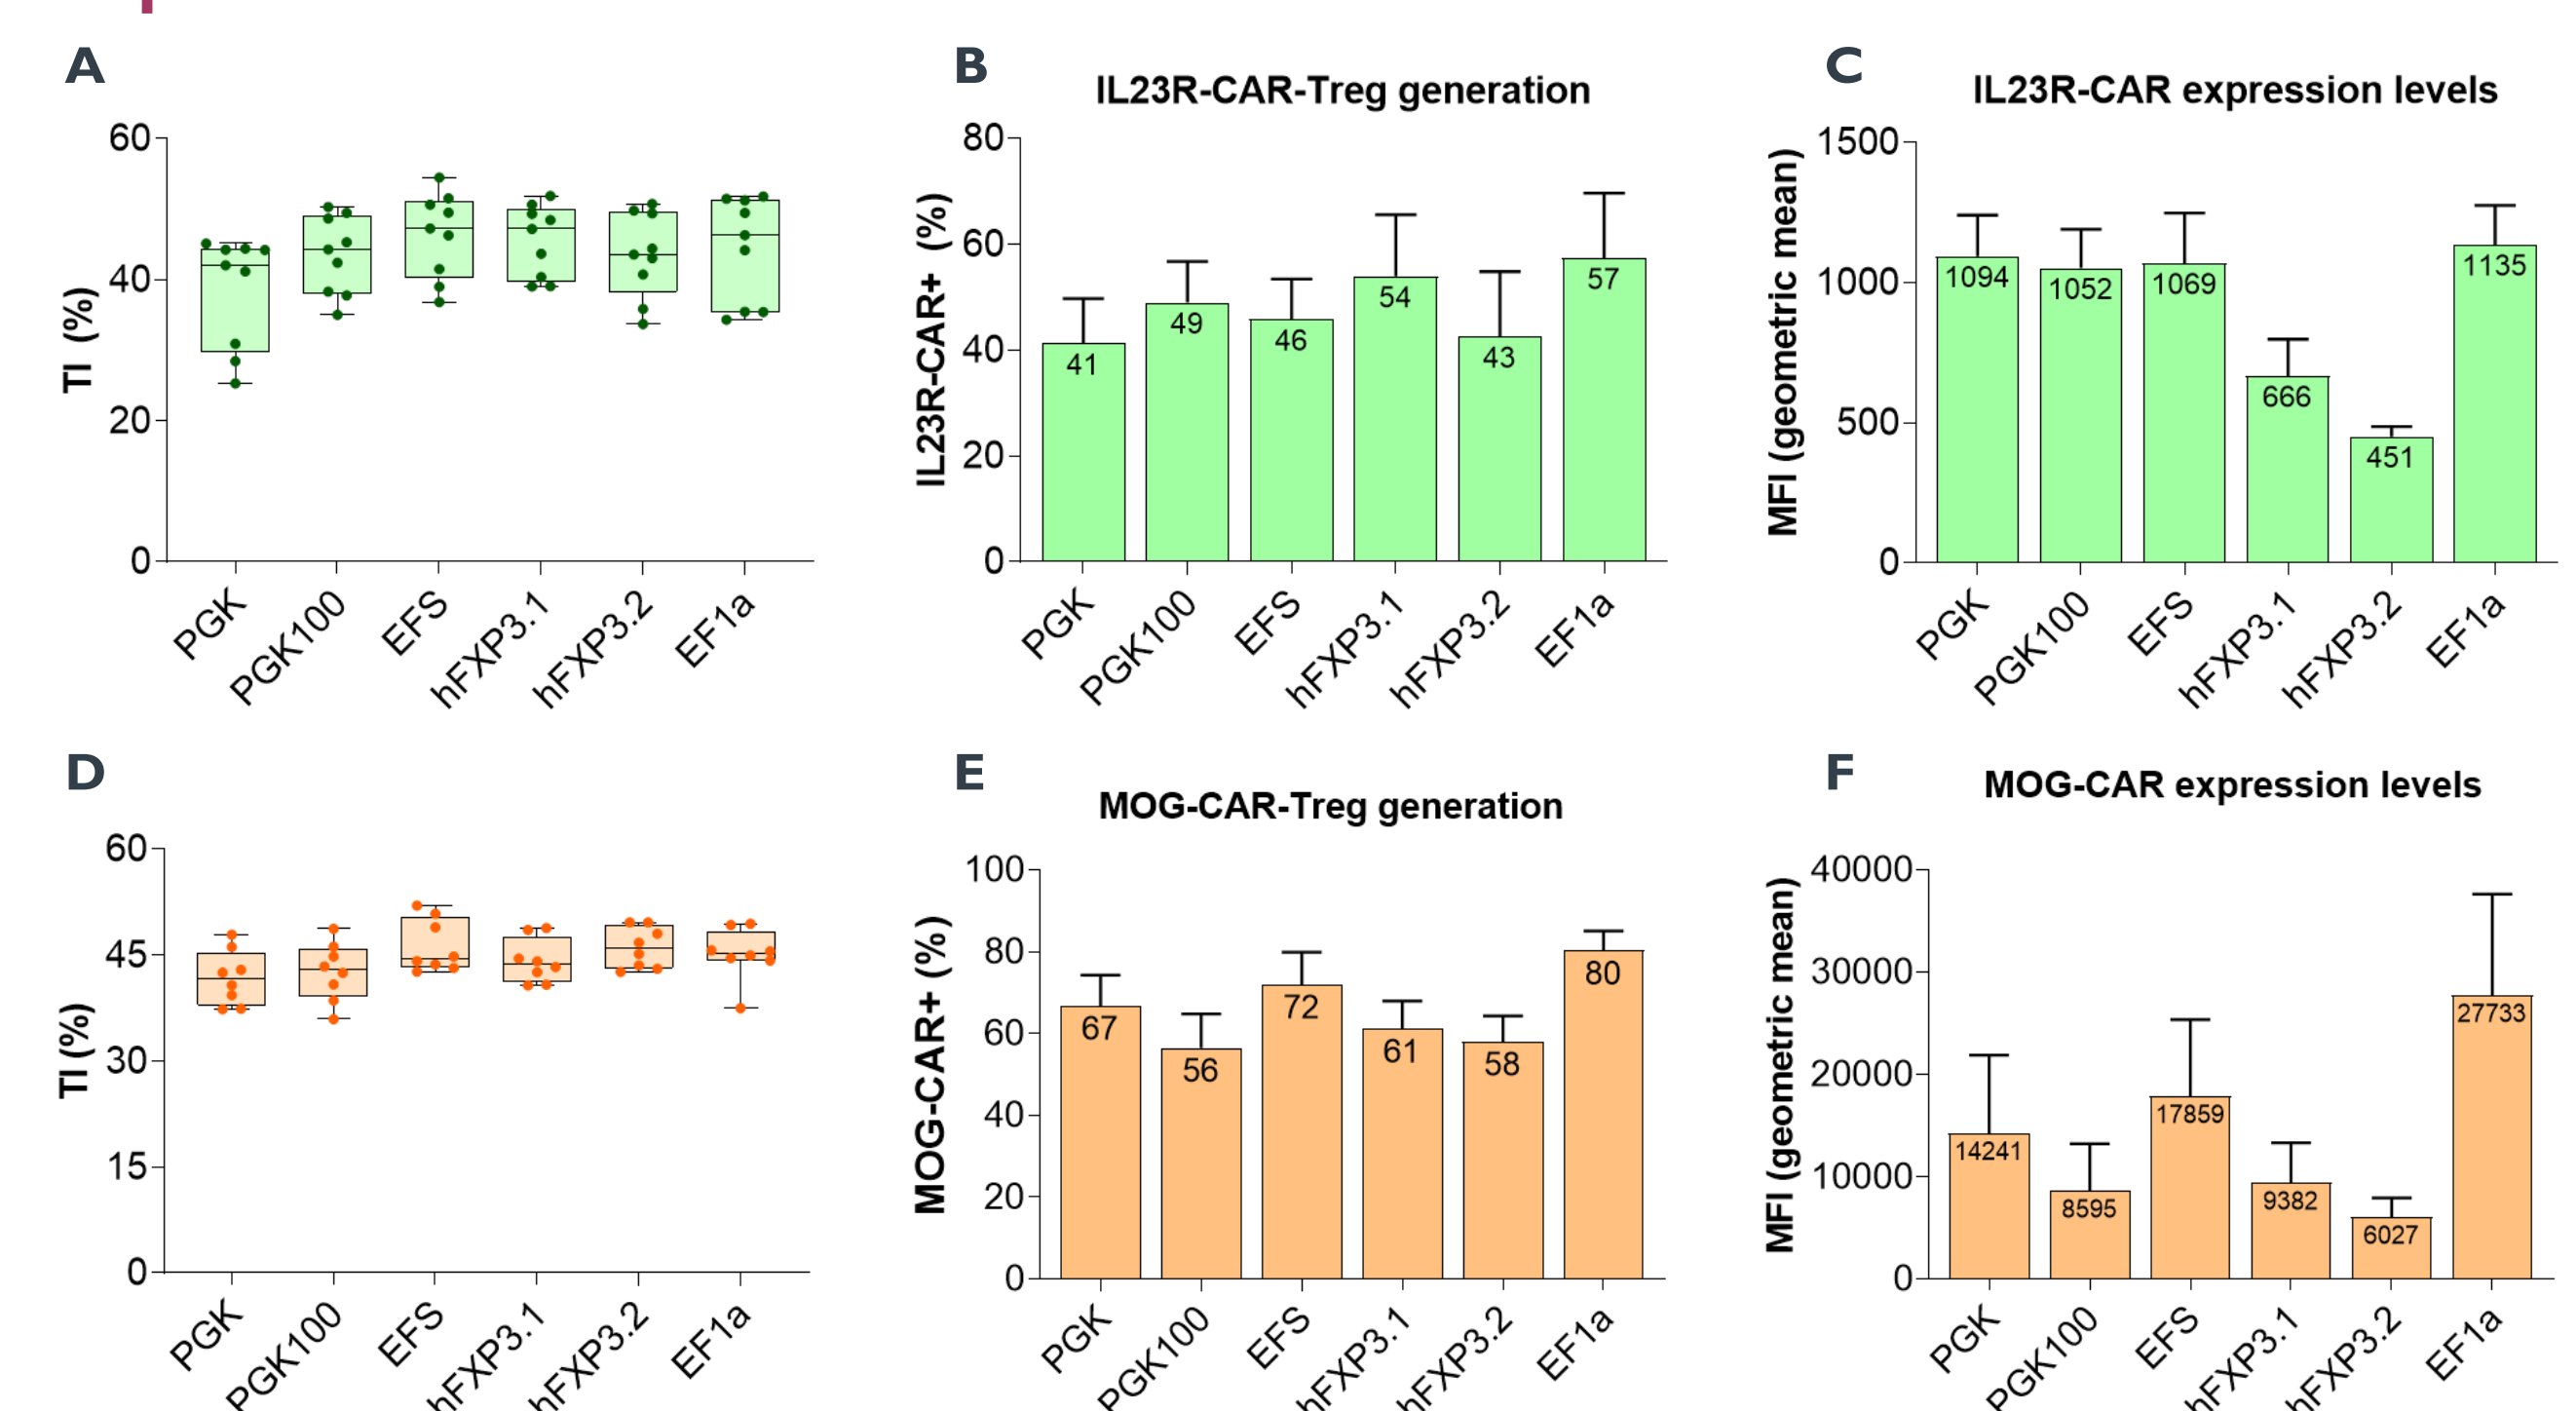 A
TI (%)
60
40
20
0
PGK
PGK100
EFS
hFXP3.1
hFXP3.2
EF1a
B
IL23R-CAR-Treg generation
IL23R-CAR+ (%)
80
60
40
20
0
41
49
46
54
43
57
PGK
PGK100
EFS
hFXP3.1
hFXP3.2
EF1a
C
IL23R-CAR expression levels
MFI (geometric mean)
1500
1000
500
0
1094
1052
1069
666
451
1135
PGK
PGK100
EFS
hFXP3.1
hFXP3.2
EF1a
D
TI (%)
60
45
30
15
0
PGK
PGK100
EFS
hFXP3.1
hFXP3.2
EF1a
E
MOG-CAR-Treg generation
MOG-CAR+ (%)
100
80
60
40
20
0
67
56
72
61
58
80
PGK
PGK100
EFS
hFXP3.1
hFXP3.2
EF1a
F
MOG-CAR expression levels
MFI (geometric mean)
40000
30000
20000
10000
0
14241
8595
17859
9382
6027
27733
PGK
PGK100
EFS
hFXP3.1
hFXP3.2
EF1a